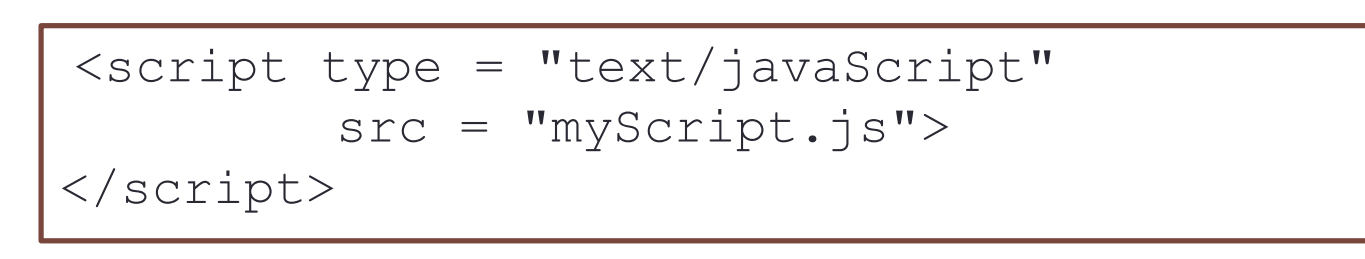 <script type = "text/javaScript"
src = "myScript.js">
</script>